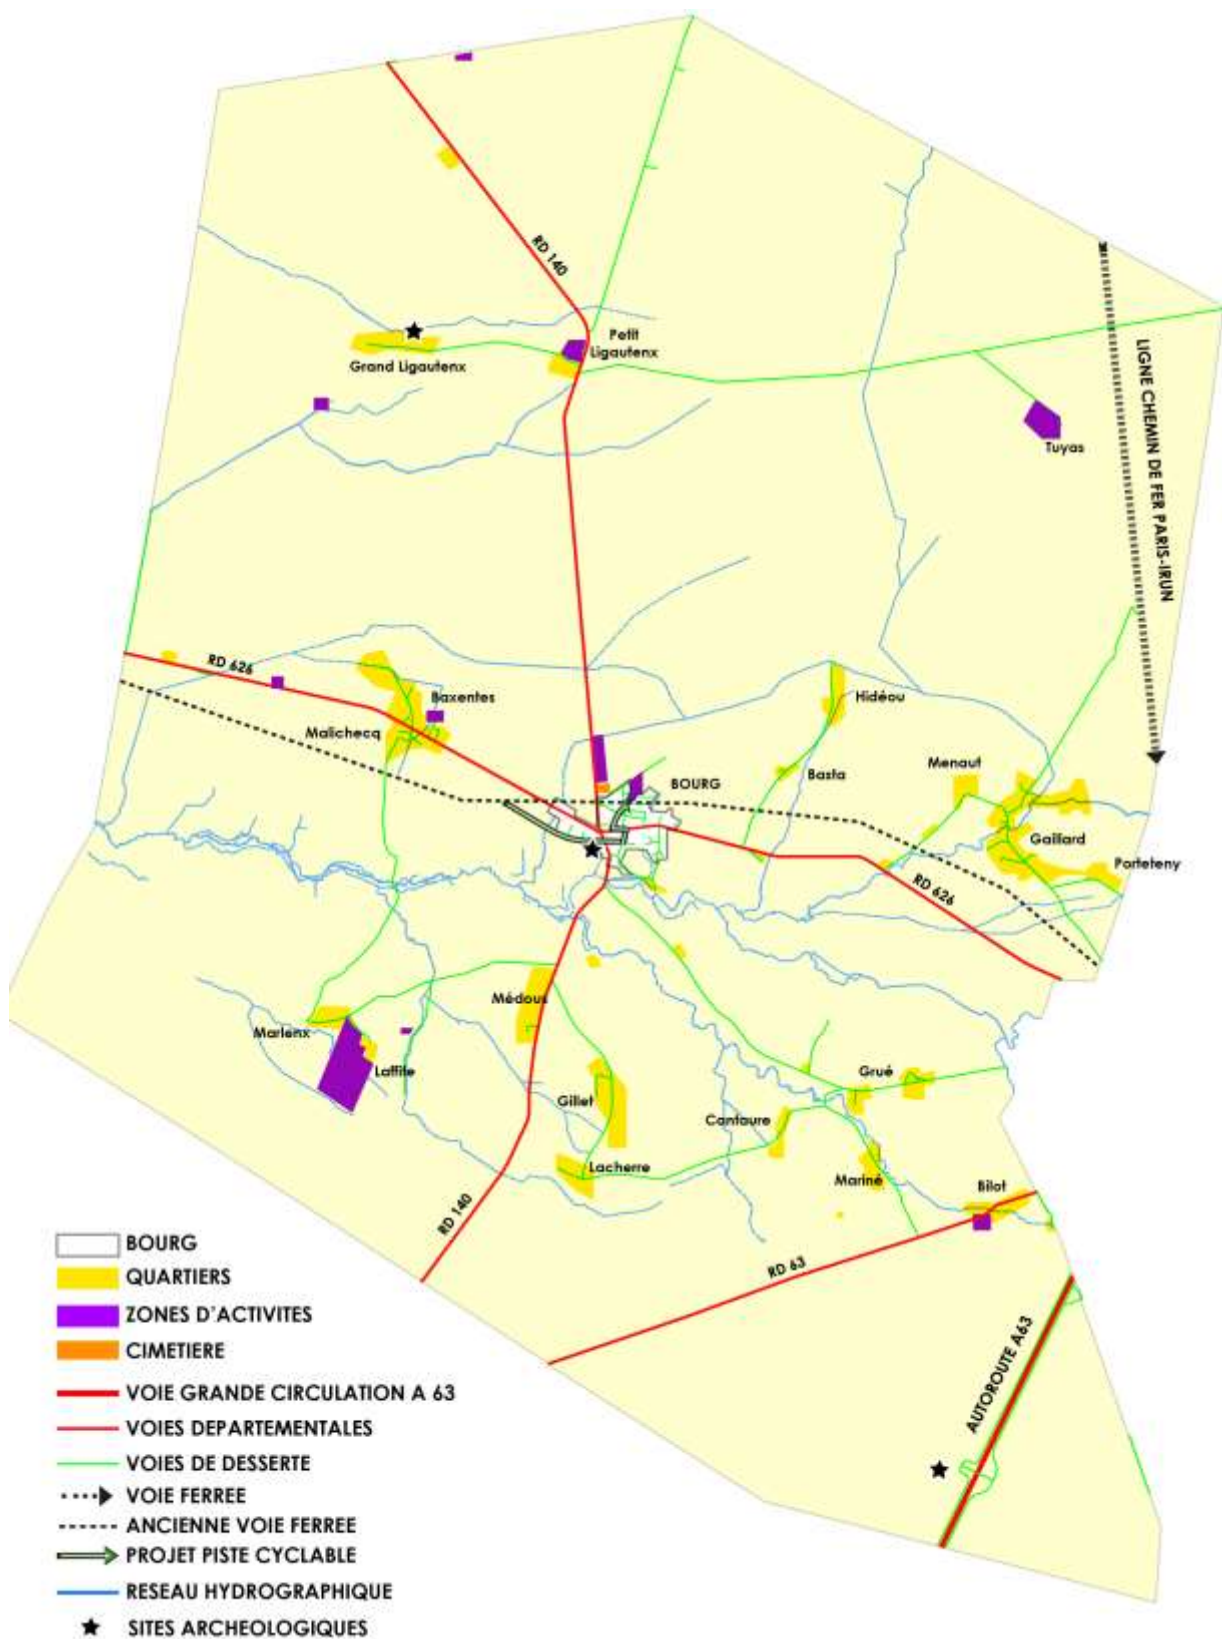 RD 140
Petit
Ligautenx
Grand Ligautenx
LIGNE CHEMIN DE FER PARIS-IRUN
Tuyas
RD 626
Baxentes
Malichecq
Hidéou
Basta
Menaut
BOURG
Gaillard
Parteteny
RD 626
Médous
Marlenx
Laffite
Gillet
Grué
Cantaure
Lacherre
Mariné
Bilot
RD 140
RD 63
AUTOROUTE A63
BOURG
QUARTIERS
ZONES D'ACTIVITES
CIMETIERE
VOIE GRANDE CIRCULATION A 63
VOIES DEPARTEMENTALES
VOIES DE DESSERTE
VOIE FERREE
ANCIENNE VOIE FERREE
PROJET PISTE CYCLABLE
RESEAU HYDROGRAPHIQUE
SITES ARCHEOLOGIQUES